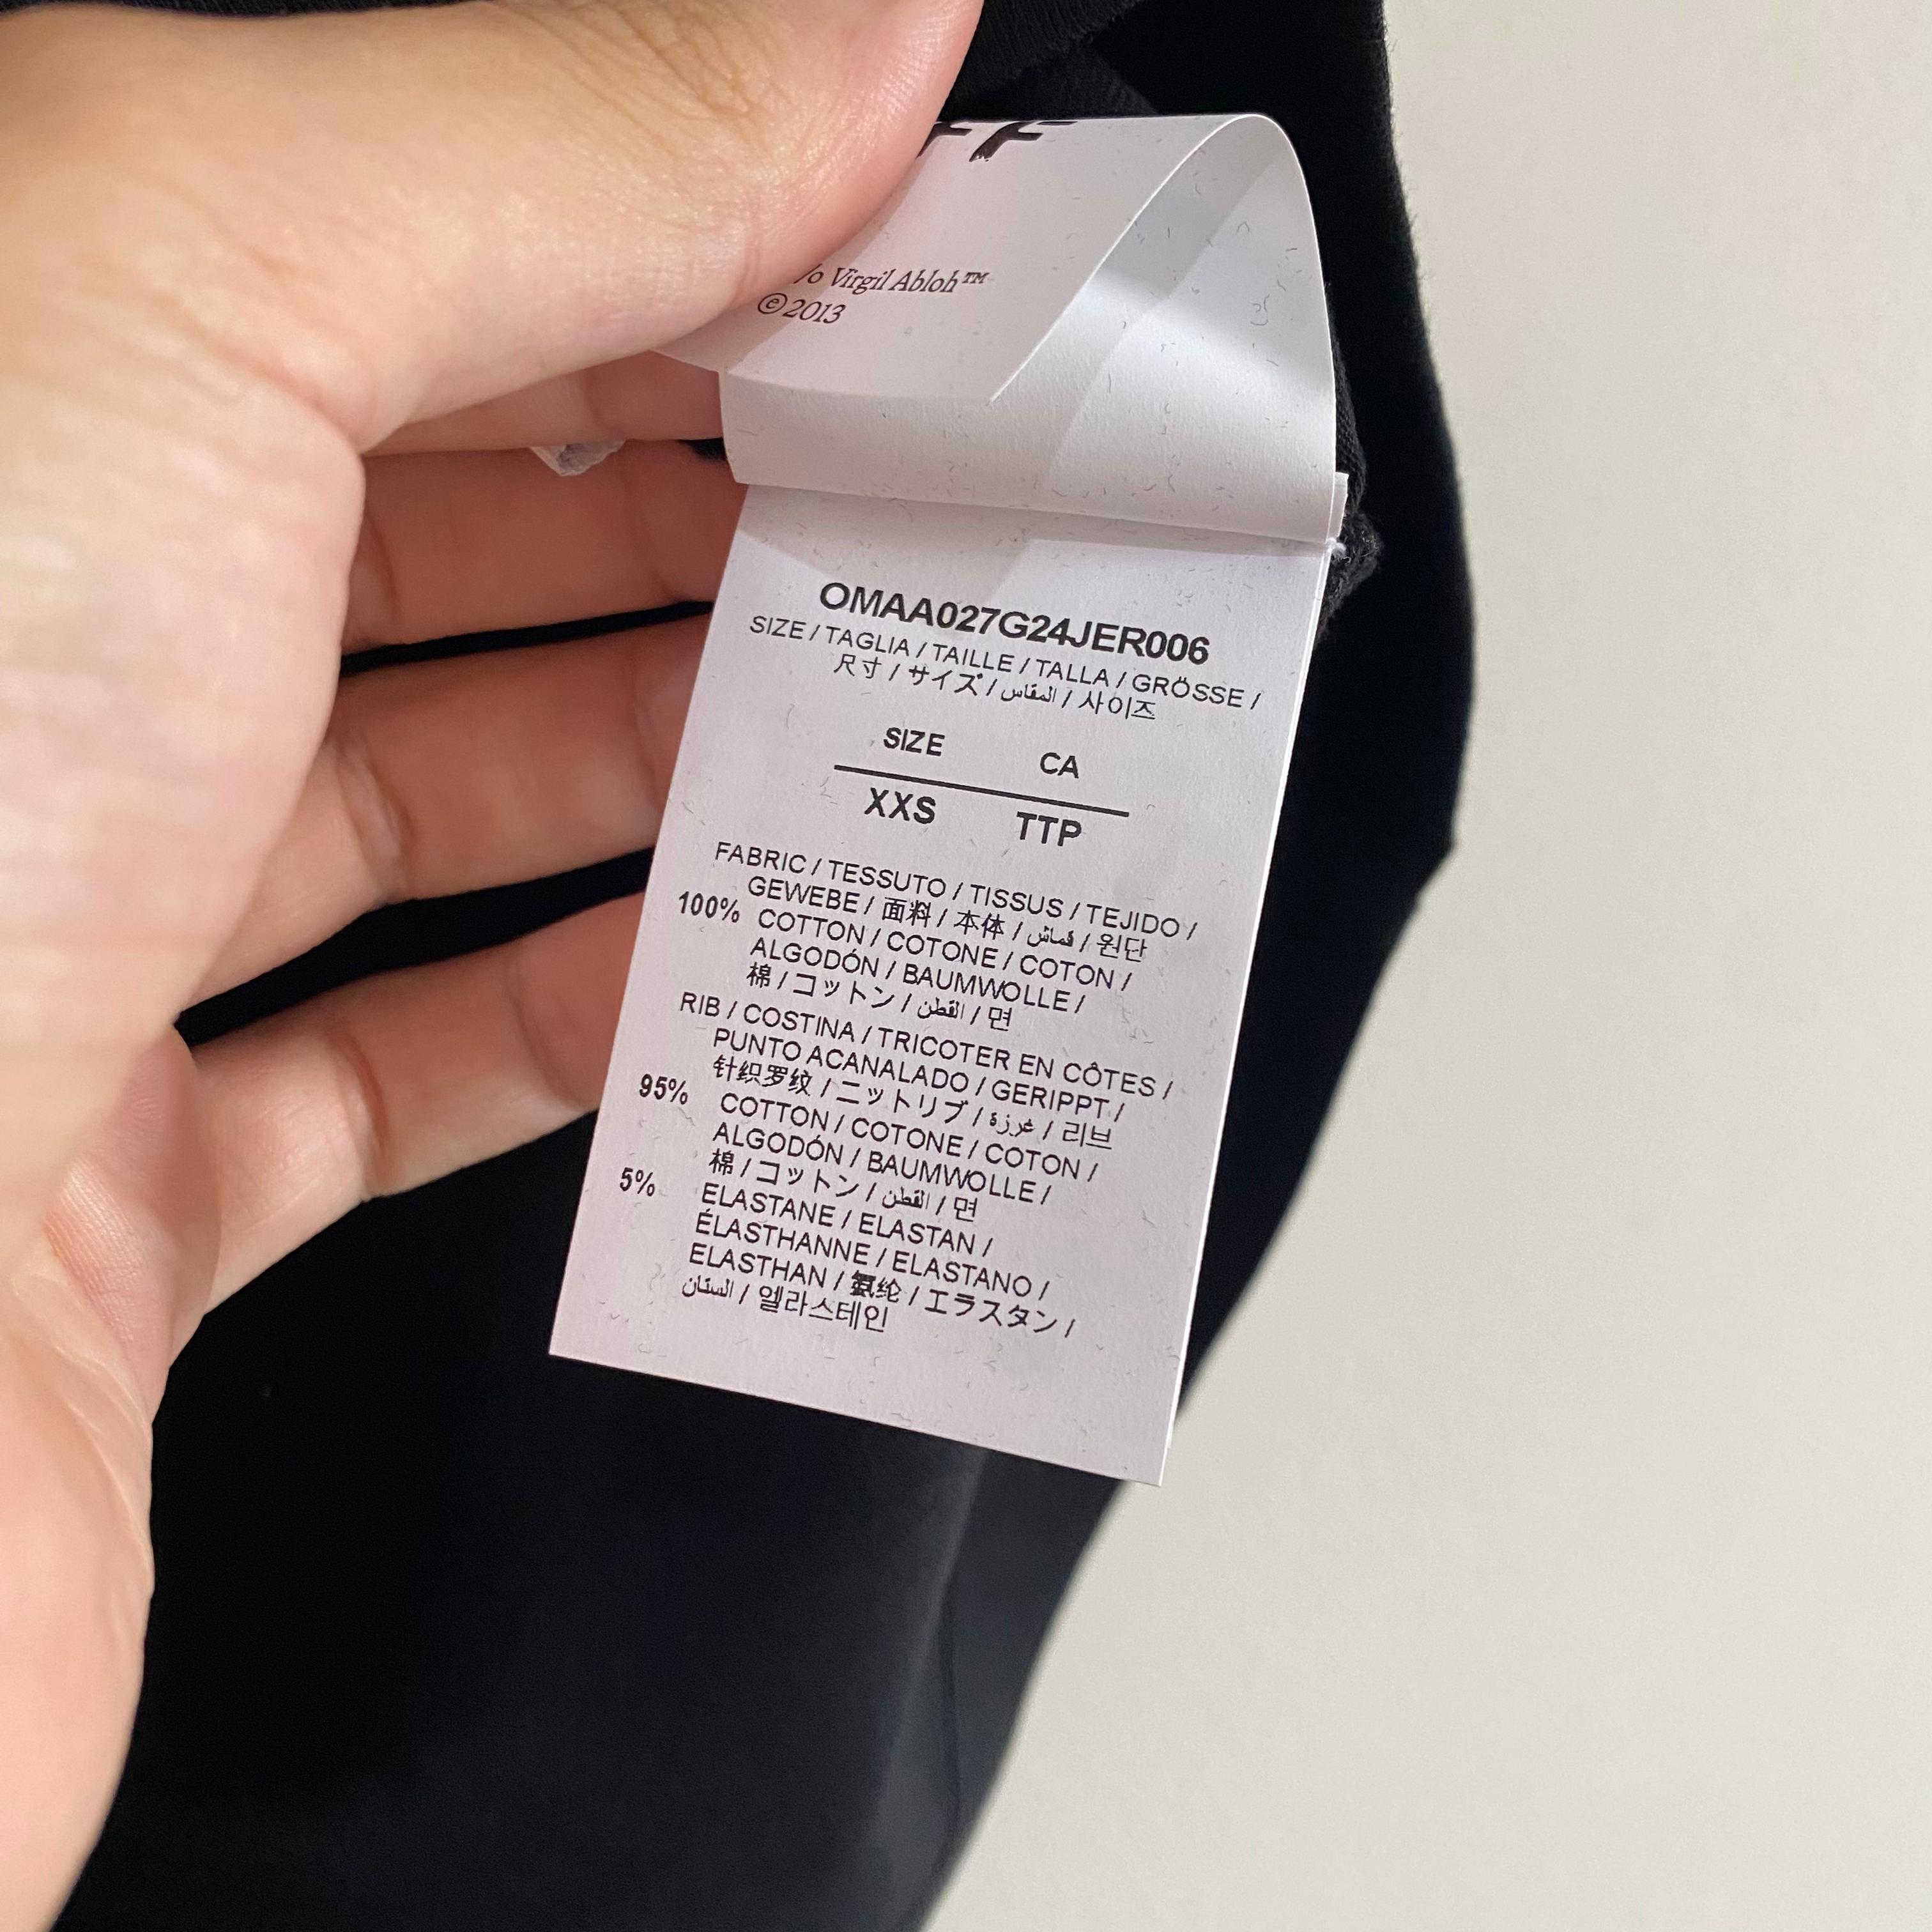 FF
% Virgil Abloh™
ⓒ 2013
OMAA027G24JER006
SIZE / TAGLIA / TAILLE / TALLA / GRÖSSE /
尺寸 / サイズ / المقاس / 사이즈
SIZE CA
XXS TTP
FABRIC / TESSUTO / TISSUS / TEJIDO /
GEWEBE / 面料 / 本体 / قماش / 원단
100% COTTON / COTONE / COTON /
ALGODÓN / BAUMWOLLE /
棉 / コットン / القطن / 면
RIB / COSTINA / TRICOTER EN CÔTES /
PUNTO ACANALADO / GERIPPT /
针织罗纹 / ニットリブ / غرزة / 리브
95% COTTON / COTONE / COTON /
ALGODÓN / BAUMWOLLE /
棉 / コットン / القطن / 면
5% ELASTANE / ELASTAN /
ÉLASTHANNE / ELASTANO /
ELASTHAN / 氨纶 / エラスタン /
/ 엘라스테인